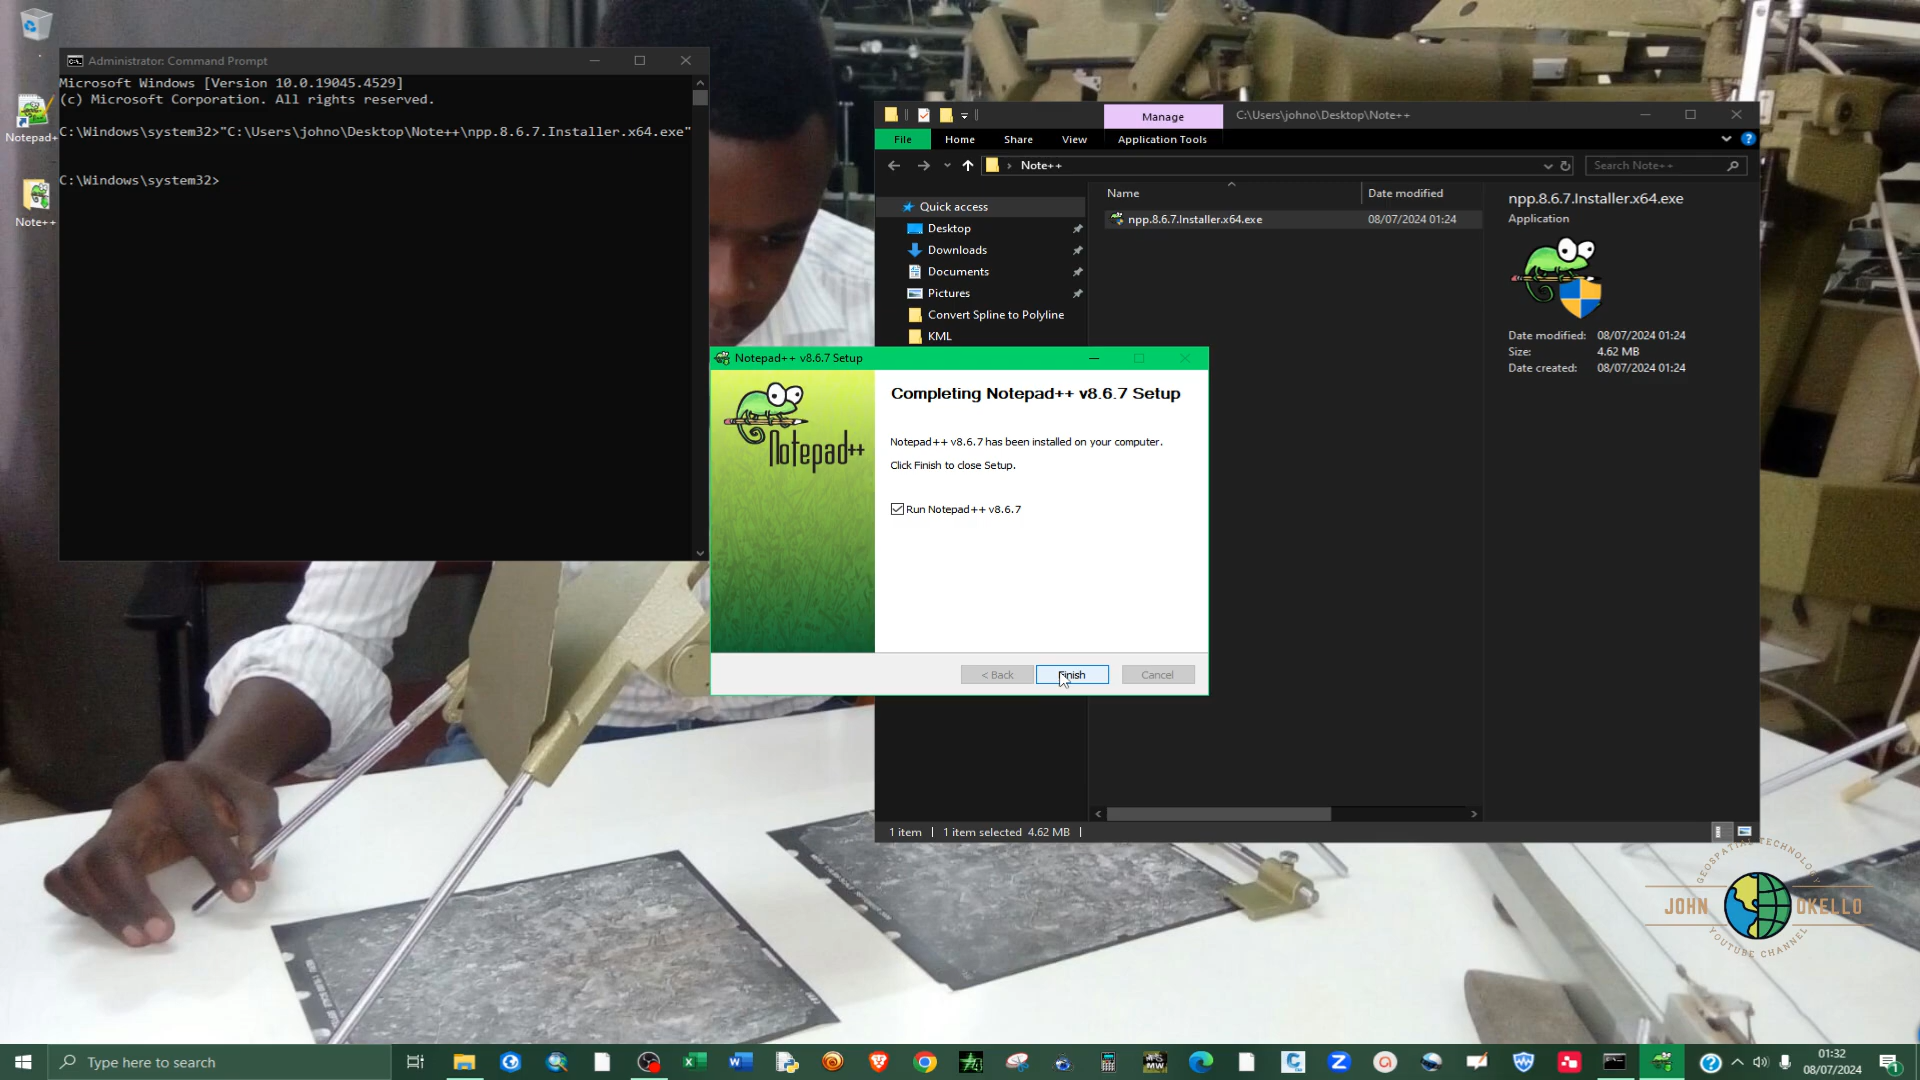 Administrator: Command Prompt
Microsoft Windows [Version 10.0.19045.4529]
(c) Microsoft Corporation. All rights reserved.
C:\Windows\system32>"C:\Users\johno\Desktop\Note++\npp.8.6.7.Installer.x64.exe"
C:\Windows\system32>
Notepad+
Note++
Manage
C:\Users\johno\Desktop\Note++
File
Home
Share
View
Application Tools
Note++
Search Note++
Quick access
Desktop
Downloads
Documents
Pictures
Convert Spline to Polyline
KML
Name
Date modified
npp.8.6.7.Installer.x64.exe
08/07/2024 01:24
npp.8.6.7.Installer.x64.exe
Application
Date modified: 08/07/2024 01:24
Size: 4.62 MB
Date created: 08/07/2024 01:24
1 item
1 item selected 4.62 MB
Notepad++ v8.6.7 Setup
Notepad++
Completing Notepad++ v8.6.7 Setup
Notepad++ v8.6.7 has been installed on your computer.
Click Finish to close Setup.
Run Notepad++ v8.6.7
< Back
Finish
Cancel
GEOSPATIAL TECHNOLOGY
JOHN OKELLO
YOUTUBE CHANNEL
Type here to search
01:32
08/07/2024